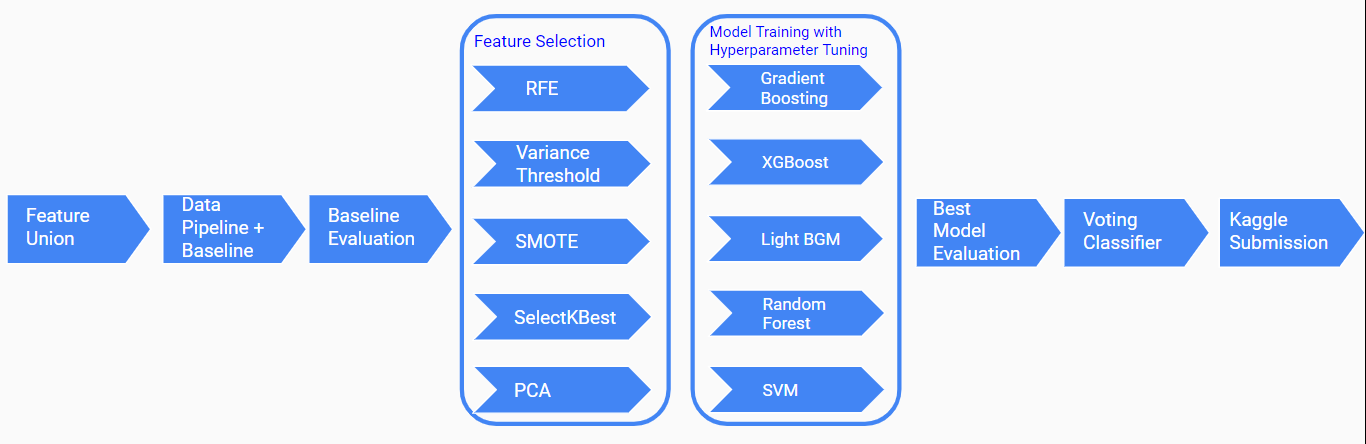 Feature
Union
Data
Pipeline +
Baseline
Baseline
Evaluation
Feature Selection
RFE
Variance
Threshold
SMOTE
SelectKBest
PCA
Model Training with
Hyperparameter Tuning
Gradient
Boosting
XGBoost
Light BGM
Random
Forest
SVM
Best
Model
Evaluation
Voting
Classifier
Kaggle
Submission